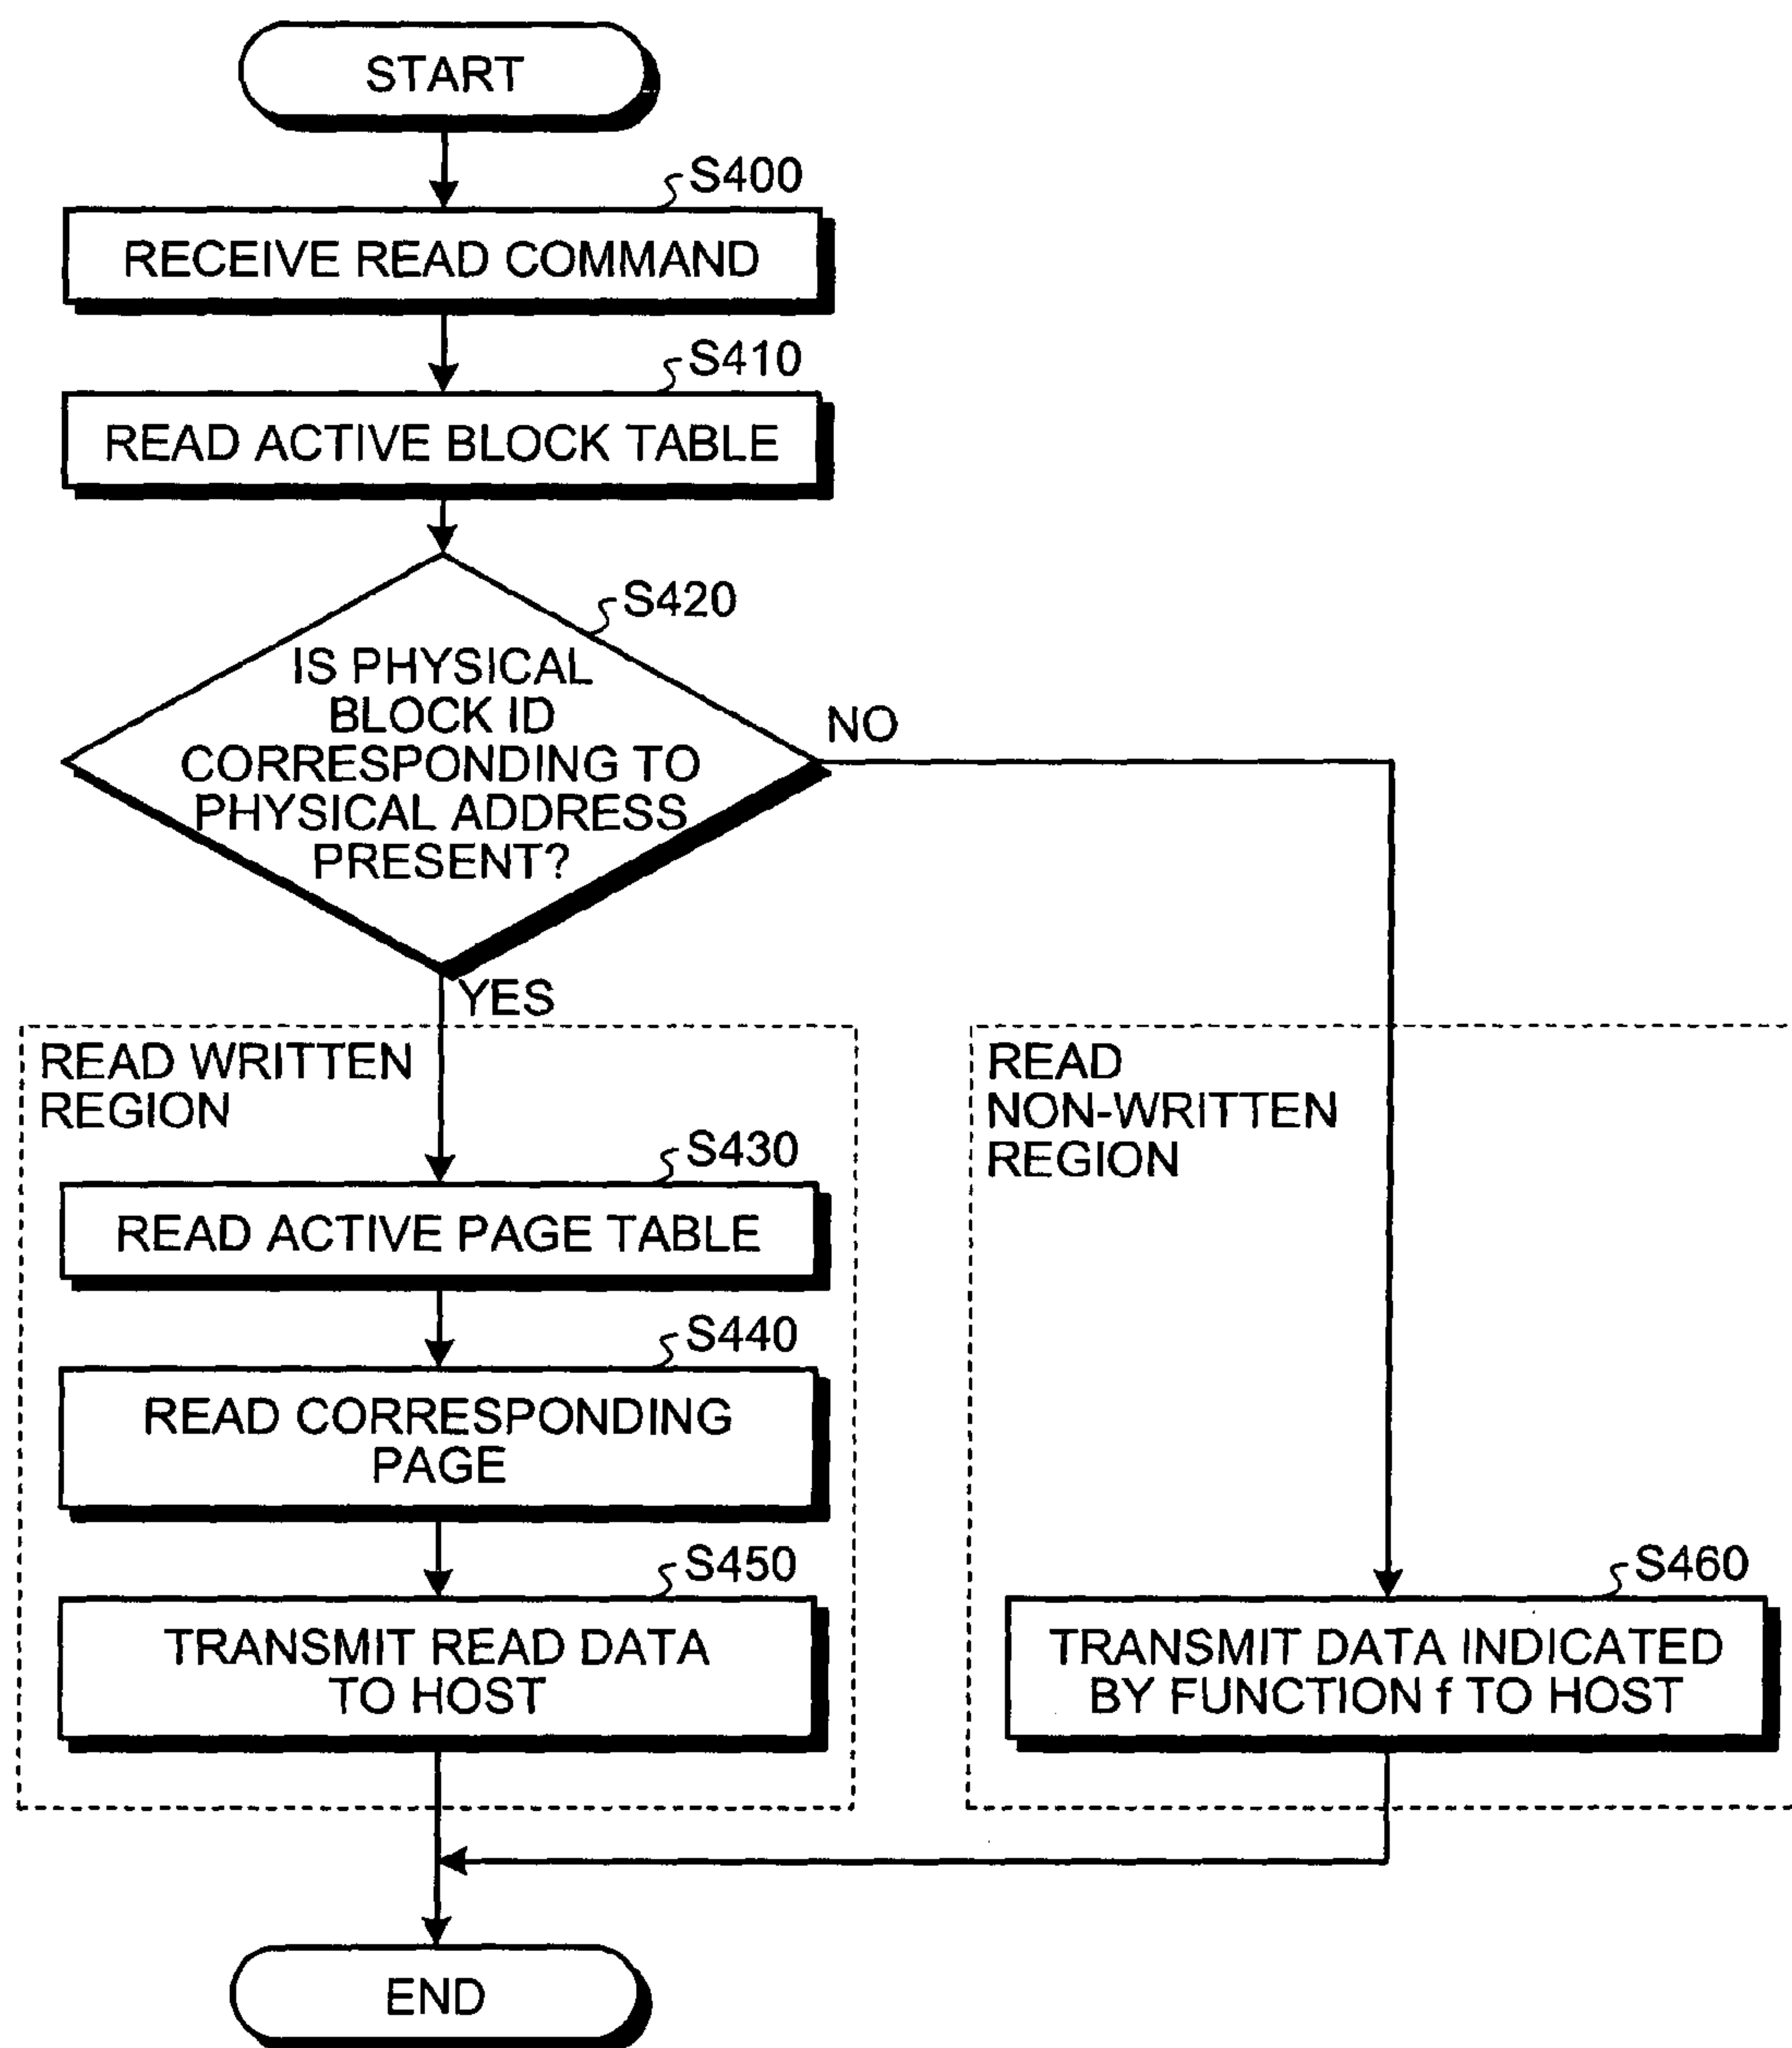 START
S400
RECEIVE READ COMMAND
S410
READ ACTIVE BLOCK TABLE
S420
IS PHYSICAL
BLOCK ID
CORRESPONDING TO
PHYSICAL ADDRESS
PRESENT?
NO
YES
READ WRITTEN
REGION
S430
READ ACTIVE PAGE TABLE
S440
READ CORRESPONDING
PAGE
S450
TRANSMIT READ DATA
TO HOST
READ
NON-WRITTEN
REGION
S460
TRANSMIT DATA INDICATED
BY FUNCTION f TO HOST
END